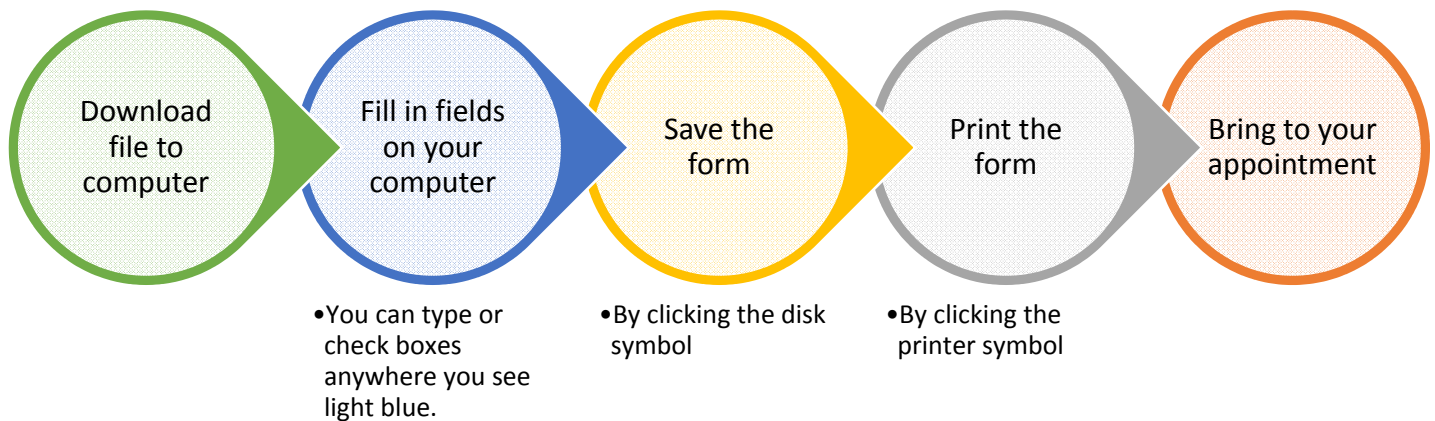 Download
file to
computer
Fill in fields
on your
computer
•You can type or
check boxes
anywhere you see
light blue.
Save the
form
•By clicking the disk
symbol
Print the
form
•By clicking the
printer symbol
Bring to your
appointment